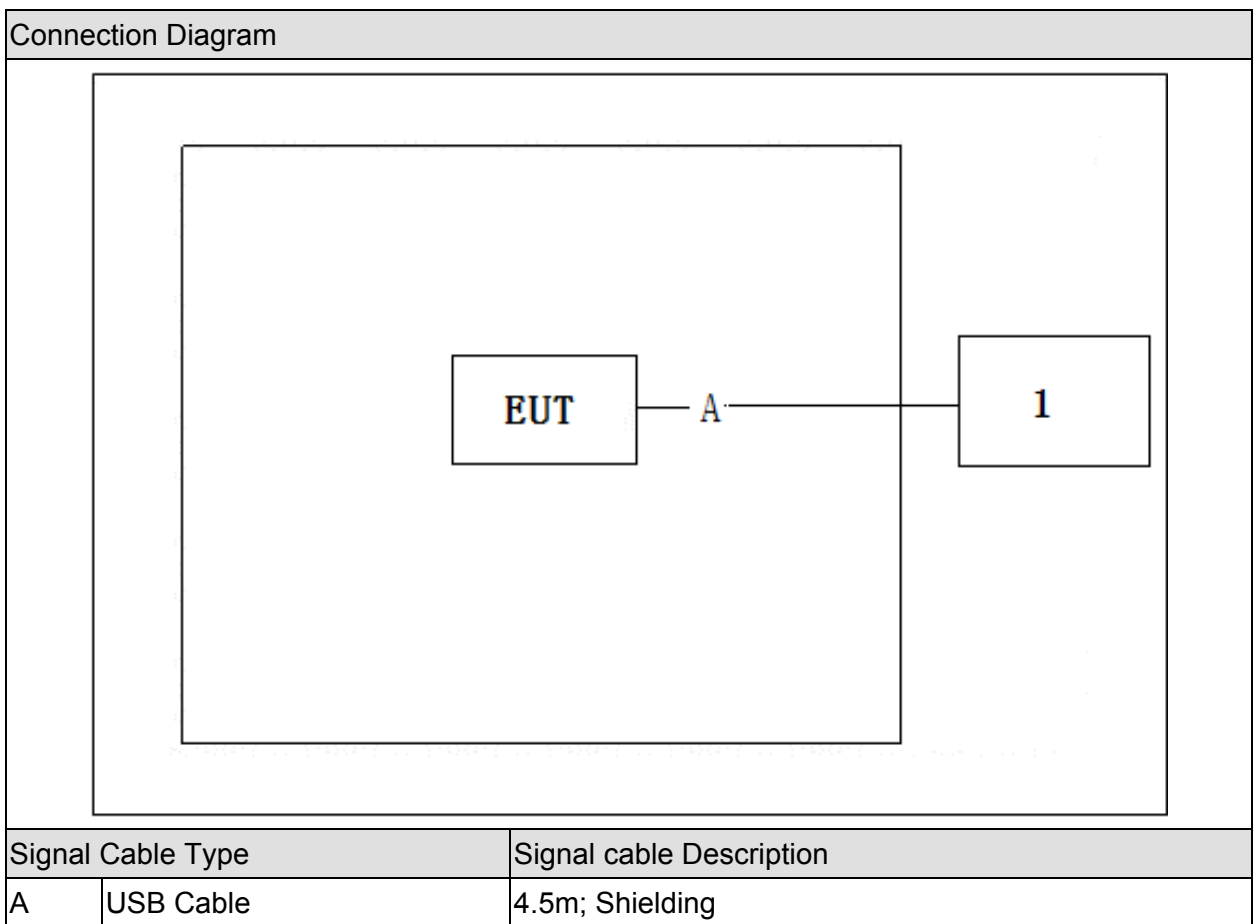 Connection Diagram
EUT A 1
Signal Cable Type Signal cable Description
A USB Cable 4.5m; Shielding